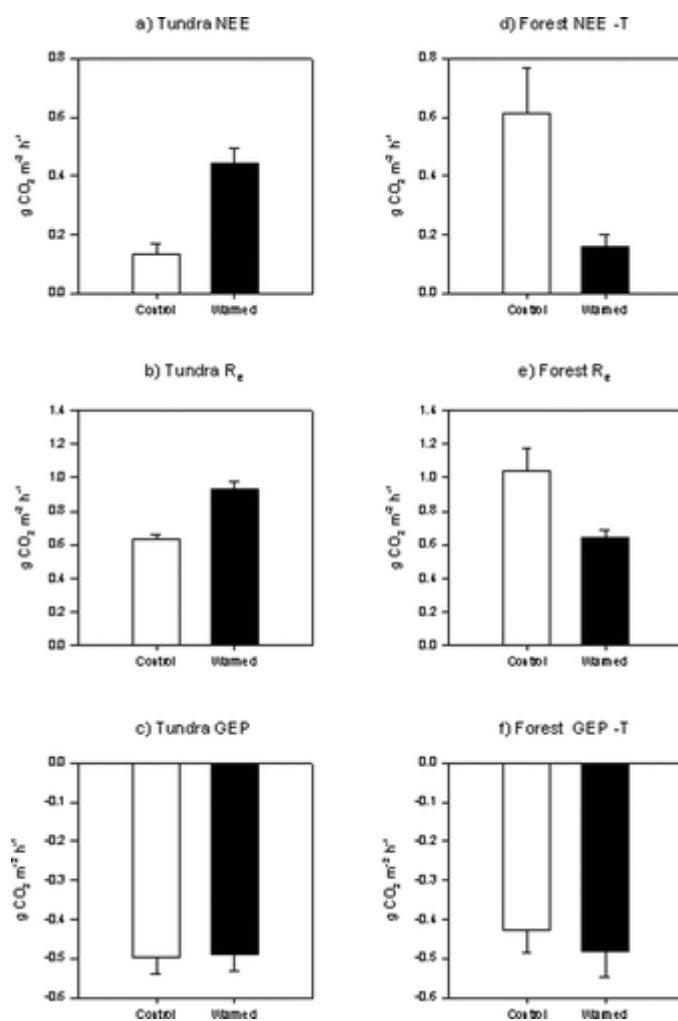 a) Tundra NEE
g CO₂ m⁻² h⁻¹
0.8
0.6
0.4
0.2
0.0
Control Warmed
d) Forest NEE -T
g CO₂ m⁻² h⁻¹
0.8
0.6
0.4
0.2
0.0
Control Warmed
b) Tundra Rₑ
g CO₂ m⁻² h⁻¹
1.4
1.2
1.0
0.8
0.6
0.4
0.2
0.0
Control Warmed
e) Forest Rₑ
g CO₂ m⁻² h⁻¹
1.4
1.2
1.0
0.8
0.6
0.4
0.2
0.0
Control Warmed
c) Tundra GEP
g CO₂ m⁻² h⁻¹
0.0
-0.1
-0.2
-0.3
-0.4
-0.5
-0.6
Control Warmed
f) Forest GEP -T
g CO₂ m⁻² h⁻¹
0.0
-0.1
-0.2
-0.3
-0.4
-0.5
-0.6
Control Warmed